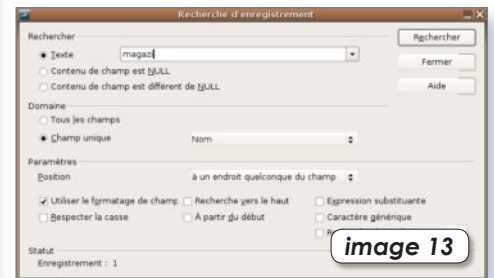 Recherche d'enregistrement
Rechercher
Texte magazi
Contenu de champ est NULL
Contenu de champ est différent de NULL
Rechercher
Fermer
Aide
Domaine
Tous les champs
Champ unique Nom
Paramètres
Position à un endroit quelconque du champ
Utiliser le formatage de champ Recherche vers le haut Expression substituante
Respecter la casse À partir du début Caractère générique
Statut
Enregistrement : 1
image 13